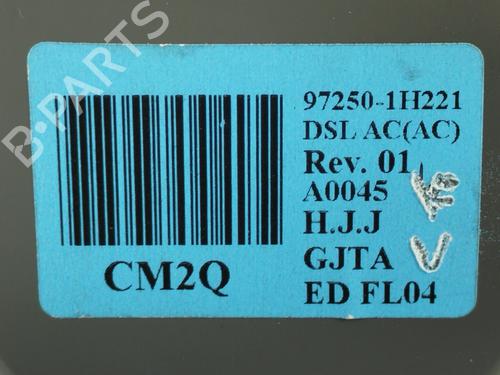 B-PARTS
97250-1H221
DSL AC(AC)
Rev. 01
A0045
H.J.J
GJTA V
CM2Q
ED FL04